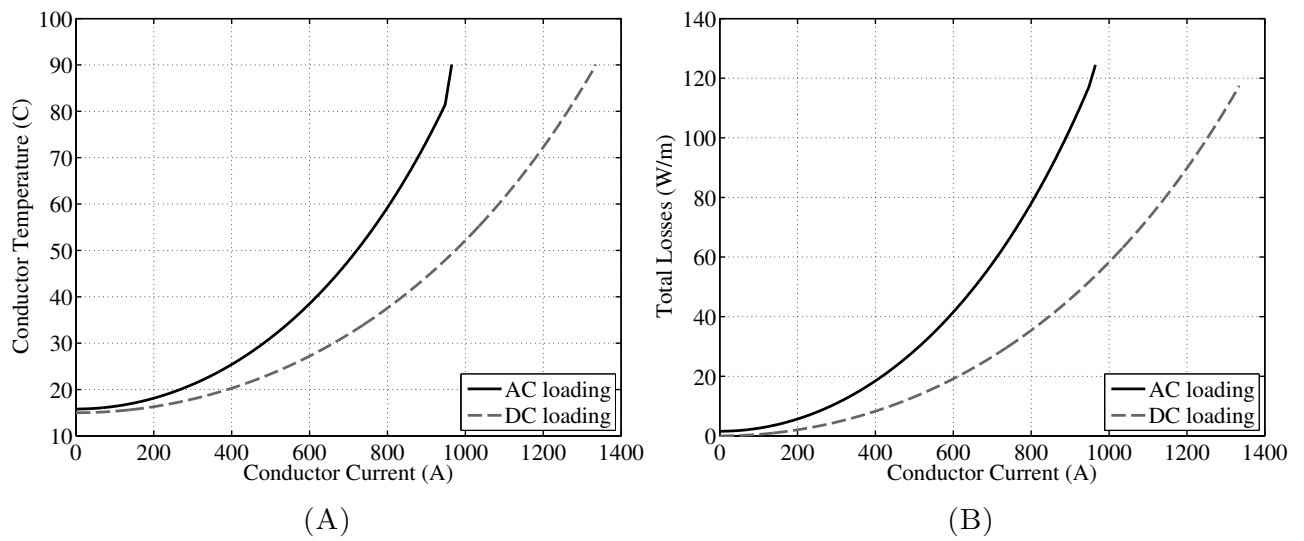 100
90
80
70
60
50
40
30
20
10
Conductor Temperature (C)
0 200 400 600 800 1000 1200 1400
Conductor Current (A)
AC loading
DC loading
(A)
140
120
100
80
60
40
20
0
Total Losses (W/m)
0 200 400 600 800 1000 1200 1400
Conductor Current (A)
AC loading
DC loading
(B)